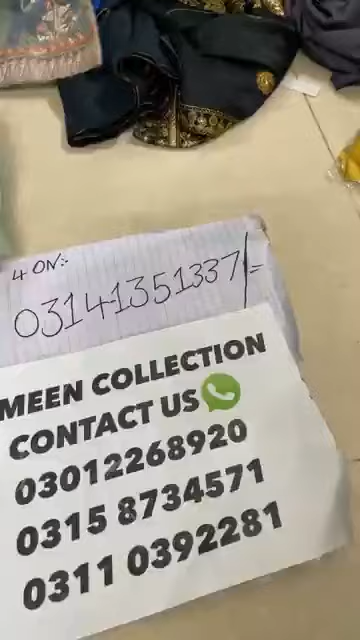 4 ON:-
03141351337/=
MEEN COLLECTION
CONTACT US
03012268920
0315 8734571
0311 0392281